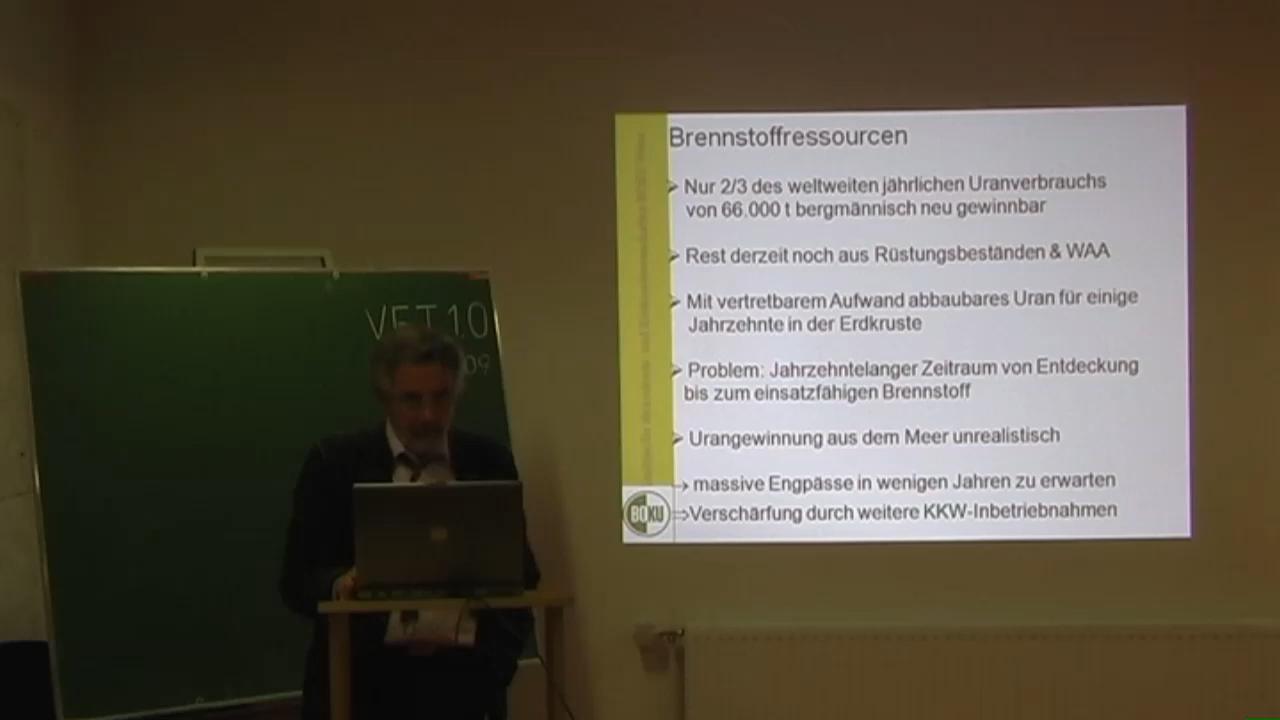 Brennstoffressourcen
Nur 2/3 des weltweiten jährlichen Uranverbrauchs
von 66.000 t bergmännisch neu gewinnbar
Rest derzeit noch aus Rüstungsbeständen & WAA
Mit vertretbarem Aufwand abbaubares Uran für einige
Jahrzehnte in der Erdkruste
Problem: Jahrzehntelanger Zeitraum von Entdeckung
bis zum einsatzfähigen Brennstoff
Urangewinnung aus dem Meer unrealistisch
→ massive Engpässe in wenigen Jahren zu erwarten
⇒Verschärfung durch weitere KKW-Inbetriebnahmen
BOKU
09